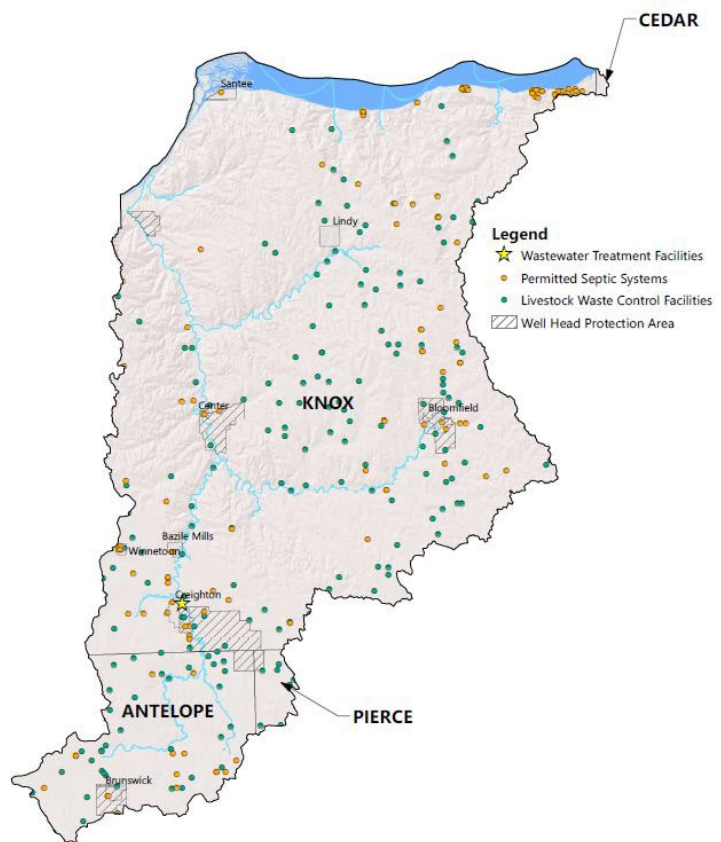 CEDAR
Santee
Lindy
Legend
Wastewater Treatment Facilities
Permitted Septic Systems
Livestock Waste Control Facilities
Well Head Protection Area
KNOX
Center
Bloomfield
Bazile Mills
Winnetoon
Creighton
ANTELOPE
PIERCE
Brunswick